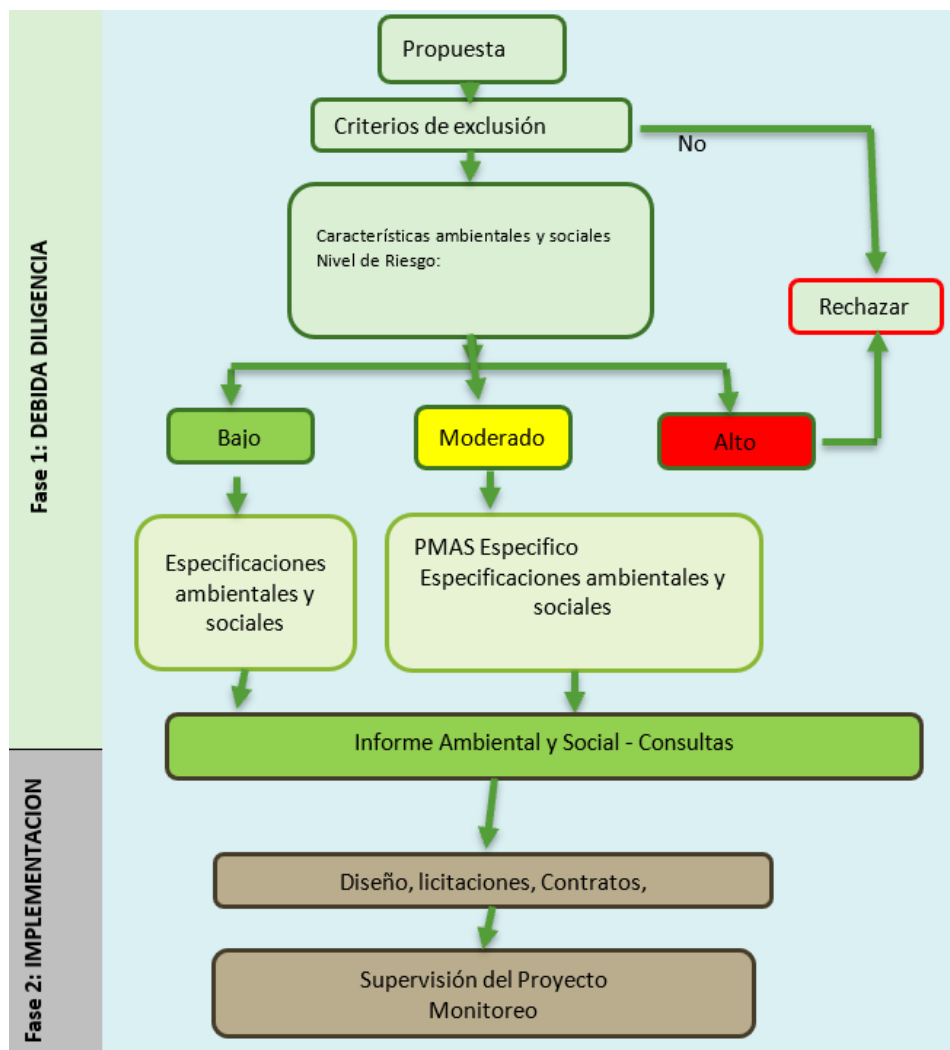 Propuesta
Criterios de exclusión
No
Características ambientales y sociales
Nivel de Riesgo:
Rechazar
Fase 1: DEBIDA DILIGENCIA
Bajo
Moderado
Alto
Especificaciones
ambientales y
sociales
PMAS Especifico
Especificaciones ambientales y
sociales
Informe Ambiental y Social - Consultas
Fase 2: IMPLEMENTACION
Diseño, licitaciones, Contratos,
Supervisión del Proyecto
Monitoreo